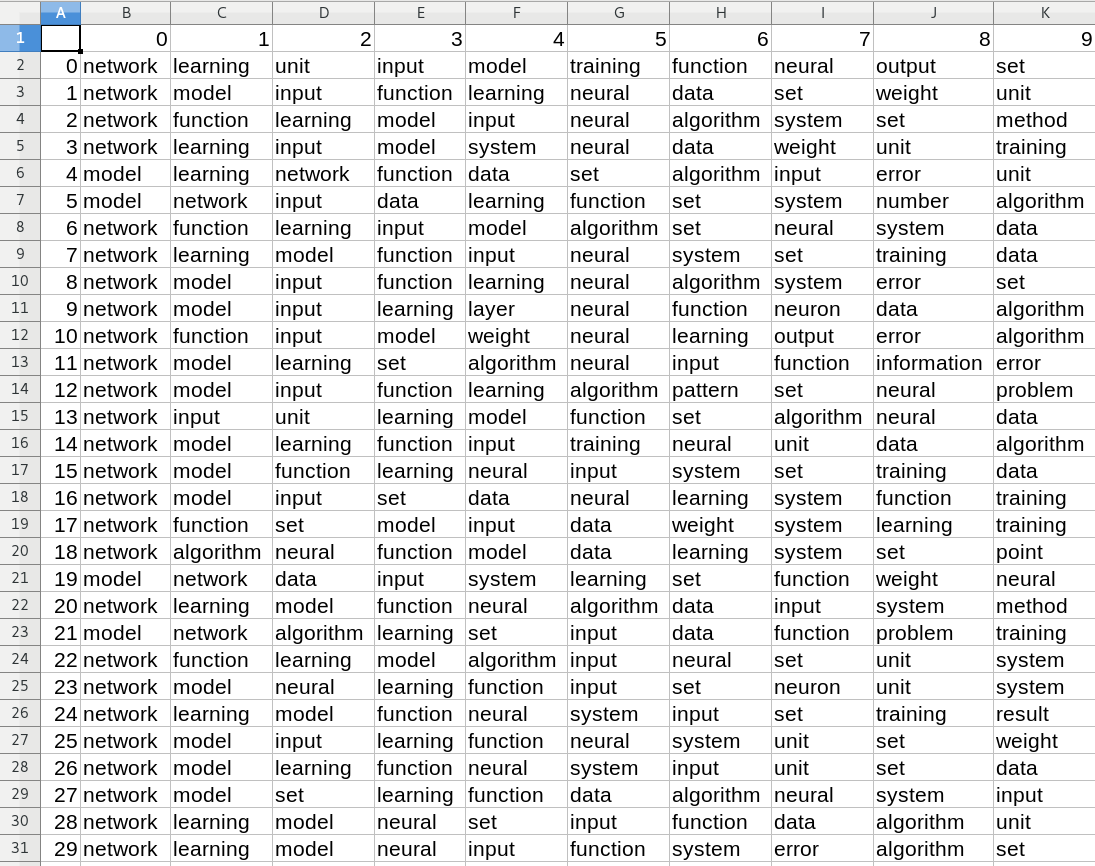 A B C D E F G H I J K
1 0 1 2 3 4 5 6 7 8 9
2 0 network learning unit input model training function neural output set
3 1 network model input function learning neural data set weight unit
4 2 network function learning model input neural algorithm system set method
5 3 network learning input model system neural data weight unit training
6 4 model learning network function data set algorithm input error unit
7 5 model network input data learning function set system number algorithm
8 6 network function learning input model algorithm set neural system data
9 7 network learning model function input neural system set training data
10 8 network model input function learning neural algorithm system error set
11 9 network model input learning layer neural function neuron data algorithm
12 10 network function input model weight neural learning output error algorithm
13 11 network model learning set algorithm neural input function information error
14 12 network model input function learning algorithm pattern set neural problem
15 13 network input unit learning model function set algorithm neural data
16 14 network model learning function input training neural unit data algorithm
17 15 network model function learning neural input system set training data
18 16 network model input set data neural learning system function training
19 17 network function set model input data weight system learning training
20 18 network algorithm neural function model data learning system set point
21 19 model network data input system learning set function weight neural
22 20 network learning model function neural algorithm data input system method
23 21 model network algorithm learning set input data function problem training
24 22 network function learning model algorithm input neural set unit system
25 23 network model neural learning function input set neuron unit system
26 24 network learning model function neural system input set training result
27 25 network model input learning function neural system unit set weight
28 26 network model learning function neural system input unit set data
29 27 network model set learning function data algorithm neural system input
30 28 network learning model neural set input function data algorithm unit
31 29 network learning model neural input function system error algorithm set